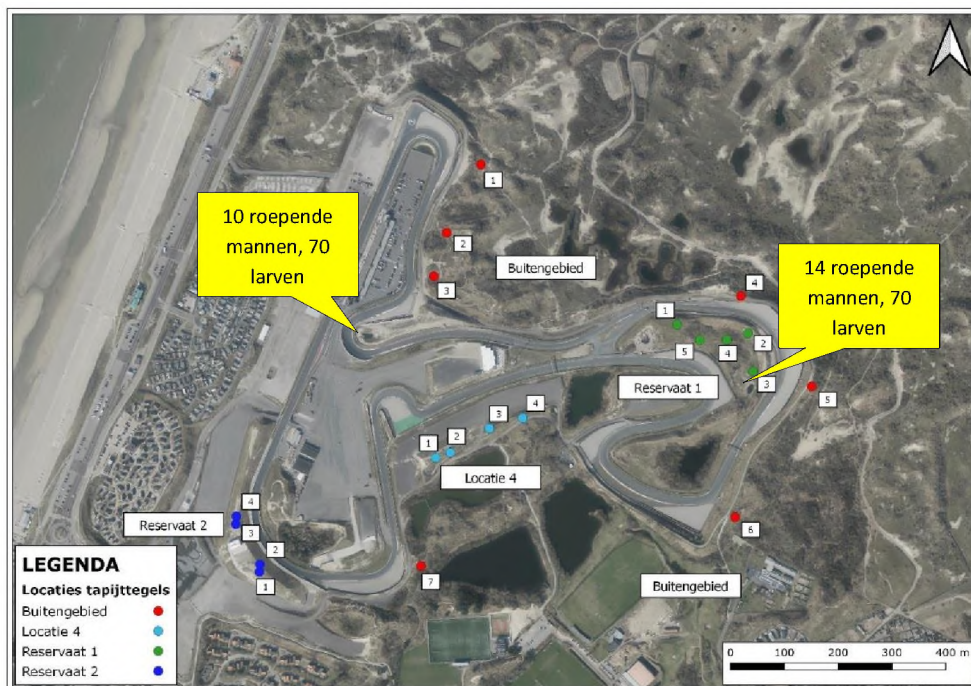 1
10 roepende
mannen, 70
larven
2
Buitengebied
3
14 roepende
mannen, 70
larven
4
1
2
5
4
3
Reservaat 1
5
4
3
2
1
Locatie 4
4
Reservaat 2
3
2
1
6
7
Buitengebied
LEGENDA
Locaties tapijttegels
Buitengebied
Locatie 4
Reservaat 1
Reservaat 2
0 100 200 300 400 m